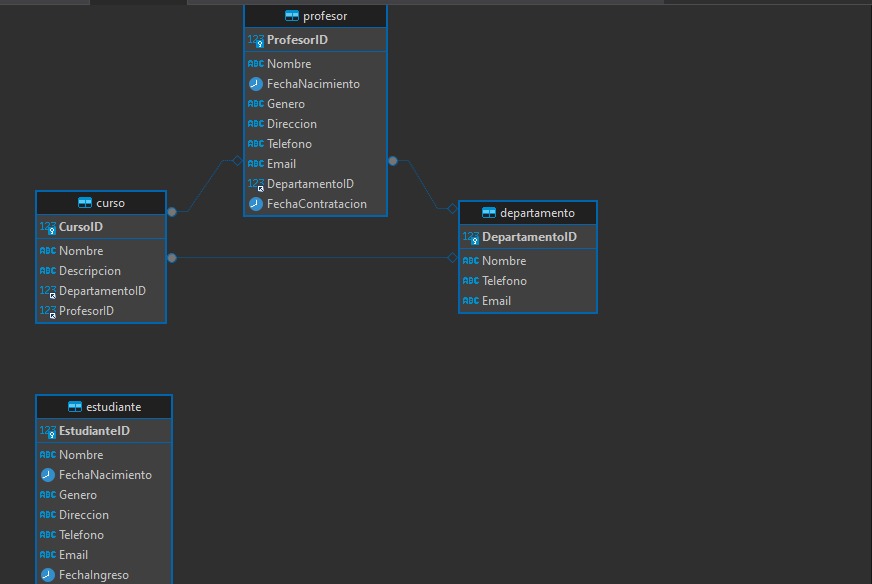 profesor
123 ProfesorID
ABC Nombre
FechaNacimiento
ABC Genero
ABC Direccion
ABC Telefono
ABC Email
123 DepartamentoID
FechaContratacion
curso
123 CursoID
ABC Nombre
ABC Descripcion
123 DepartamentoID
123 ProfesorID
departamento
123 DepartamentoID
ABC Nombre
ABC Telefono
ABC Email
estudiante
123 EstudianteID
ABC Nombre
FechaNacimiento
ABC Genero
ABC Direccion
ABC Telefono
ABC Email
FechaIngreso